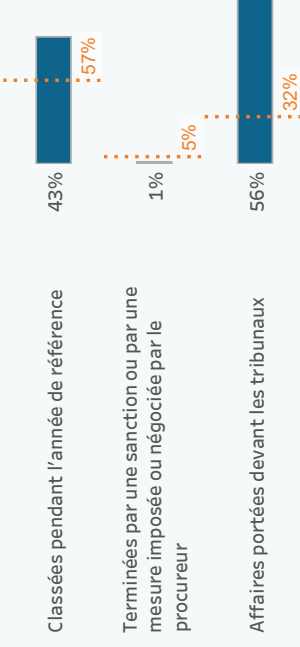 Classées pendant l'année de référence
43%
57%
Terminées par une sanction ou par une
mesure imposée ou négociée par le
procureur
1%
5%
Affaires portées devant les tribunaux
56%
32%